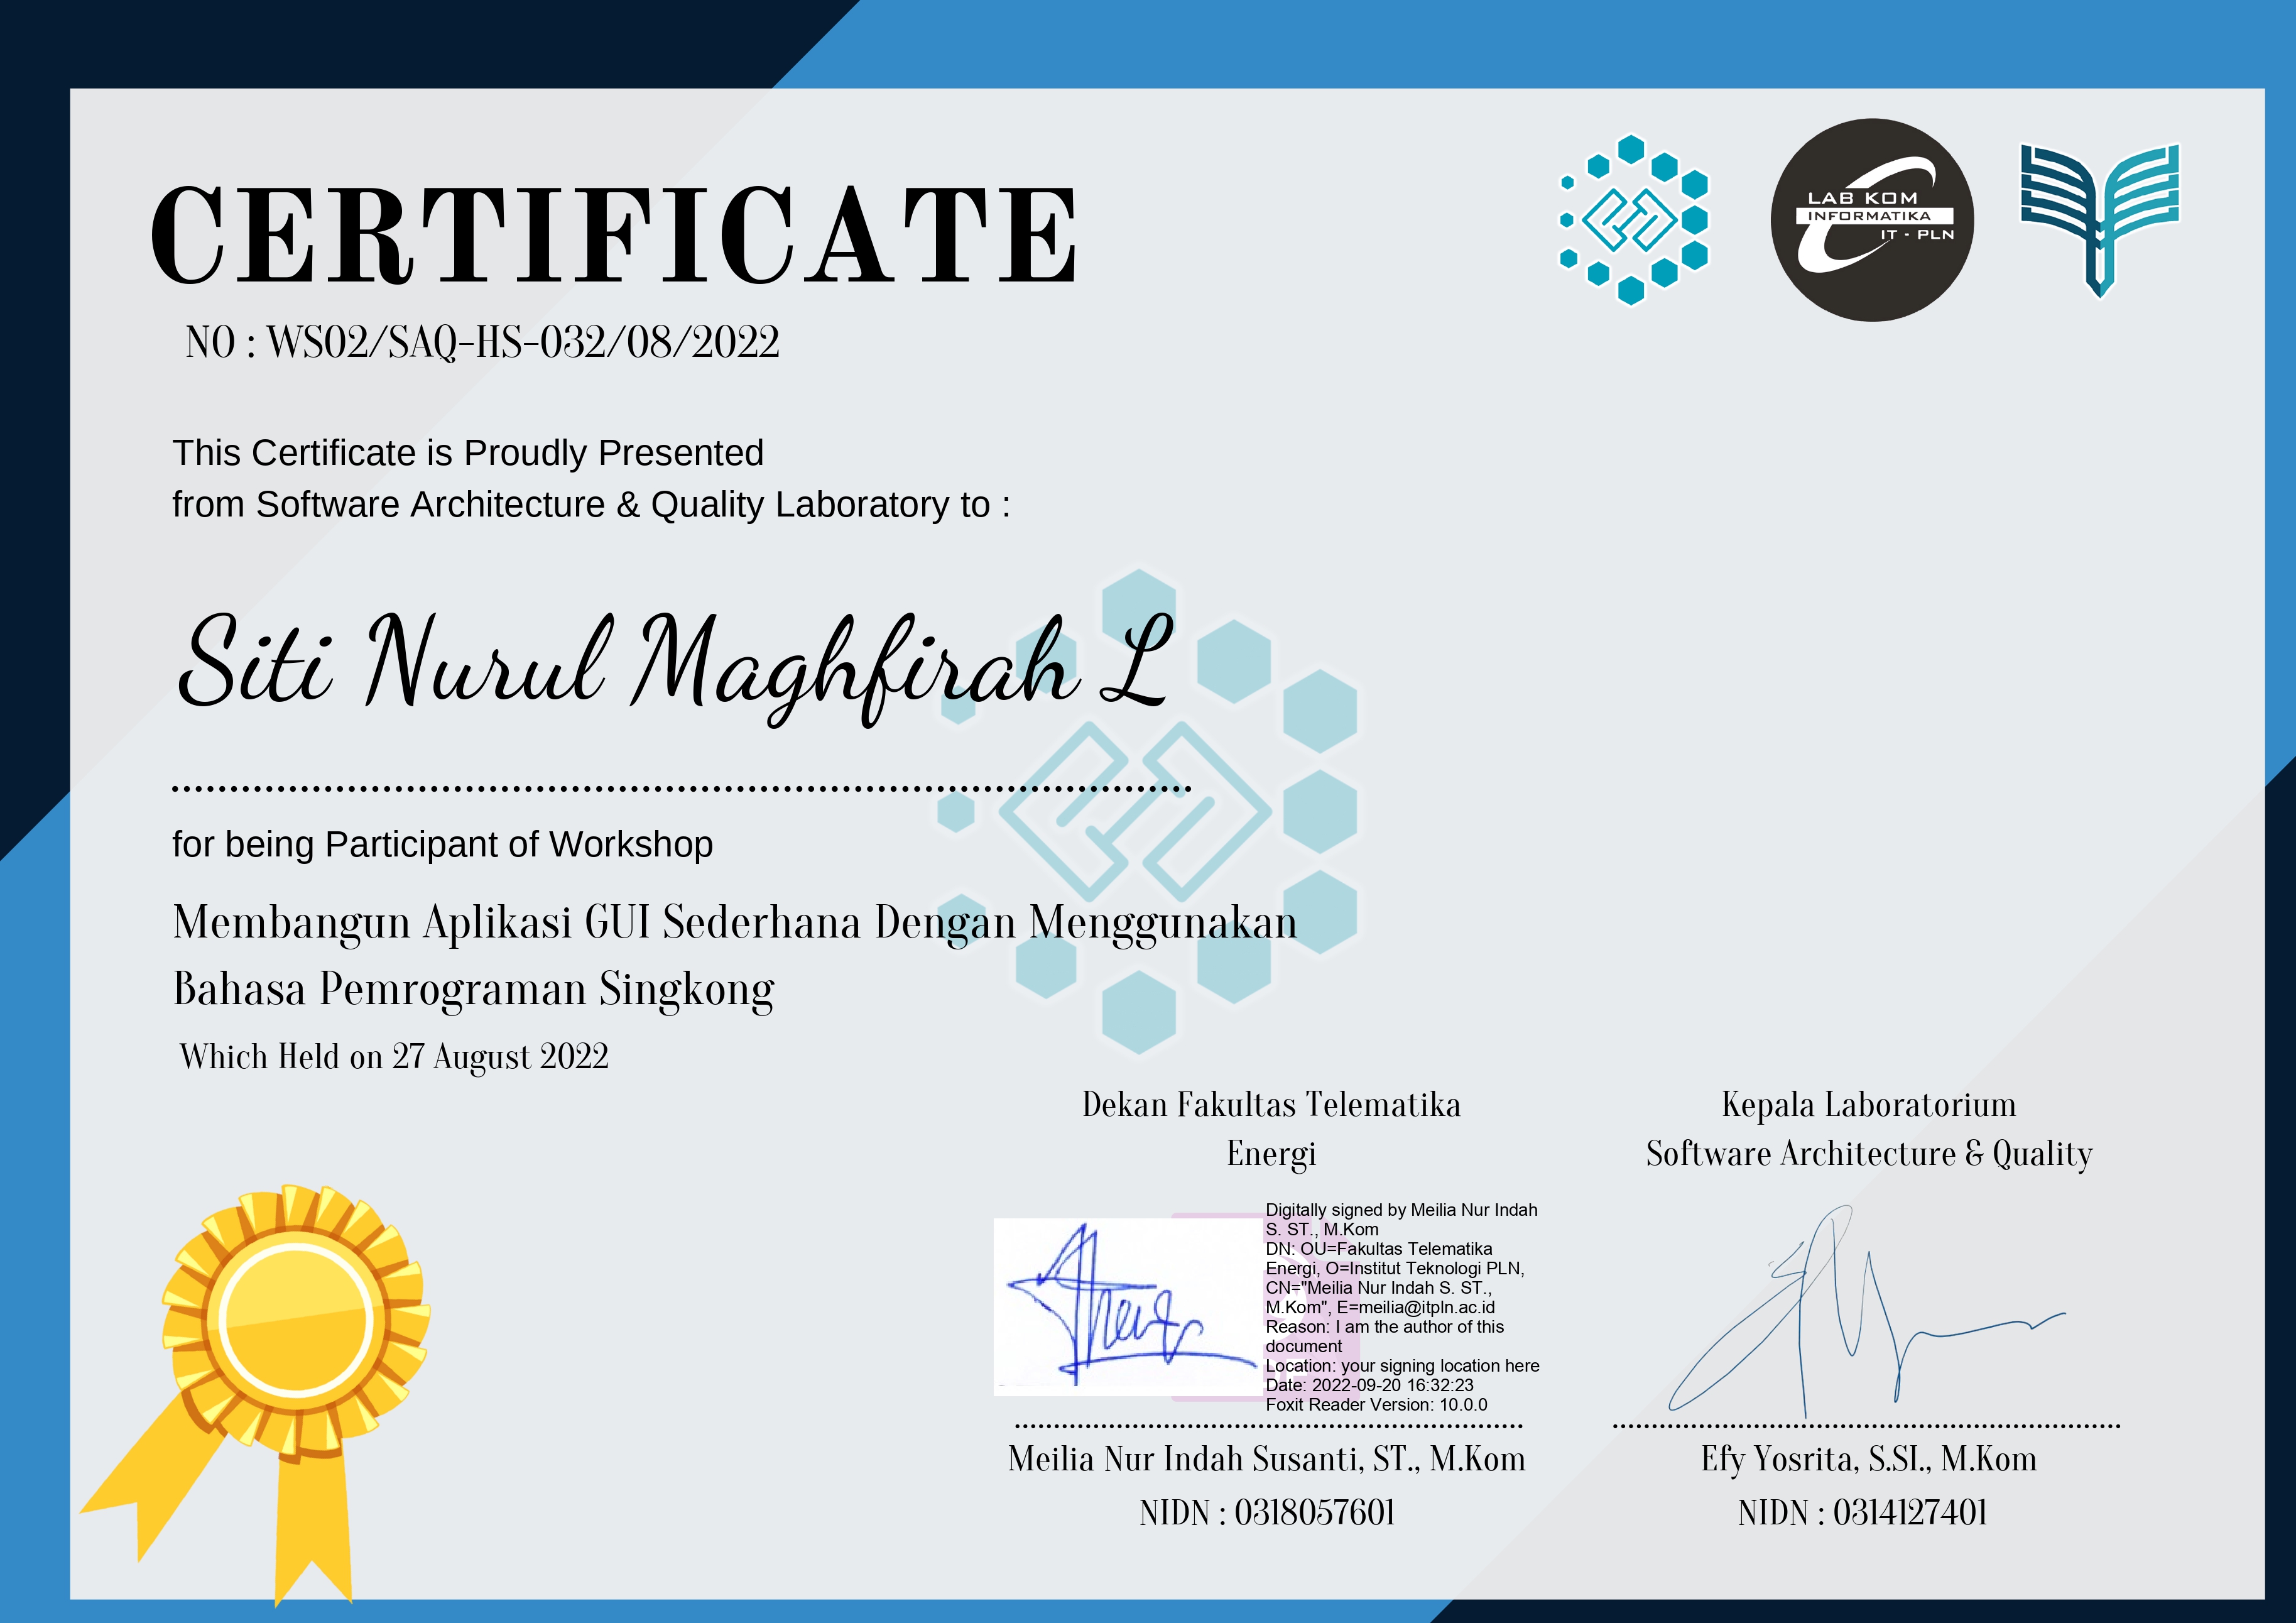 CERTIFICATE
LAB KOM
INFORMATIKA
IT - PLN
NO : WS02/SAQ-HS-032/08/2022
This Certificate is Proudly Presented
from Software Architecture & Quality Laboratory to :
Siti Nurul Maghfirah L
for being Participant of Workshop
Membangun Aplikasi GUI Sederhana Dengan Menggunakan
Bahasa Pemrograman Singkong
Which Held on 27 August 2022
Dekan Fakultas Telematika
Energi
Digitally signed by Meilia Nur Indah
S. ST., M.Kom
DN: OU=Fakultas Telematika
Energi, O=Institut Teknologi PLN,
CN="Meilia Nur Indah S. ST.,
M.Kom", E=meilia@itpln.ac.id
Reason: I am the author of this
document
Location: your signing location here
Date: 2022-09-20 16:32:23
Foxit Reader Version: 10.0.0
Meilia Nur Indah Susanti, ST., M.Kom
NIDN : 0318057601
Kepala Laboratorium
Software Architecture & Quality
Efy Yosrita, S.SI., M.Kom
NIDN : 0314127401